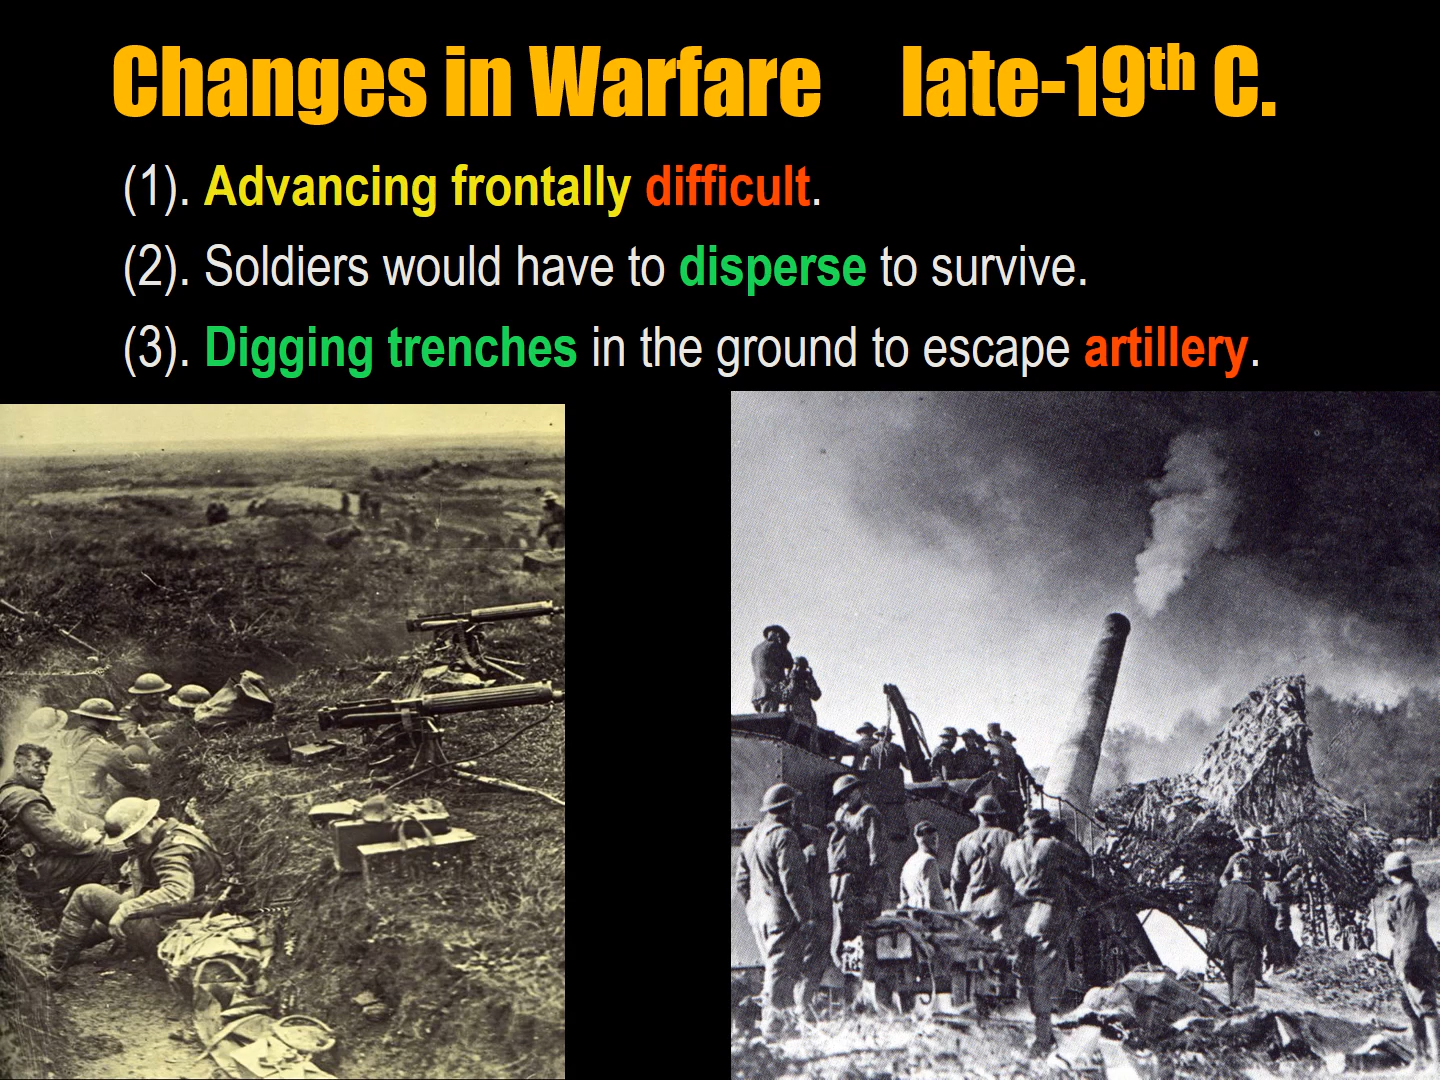 Changes in Warfare late-19th C.
(1). Advancing frontally difficult.
(2). Soldiers would have to disperse to survive.
(3). Digging trenches in the ground to escape artillery.